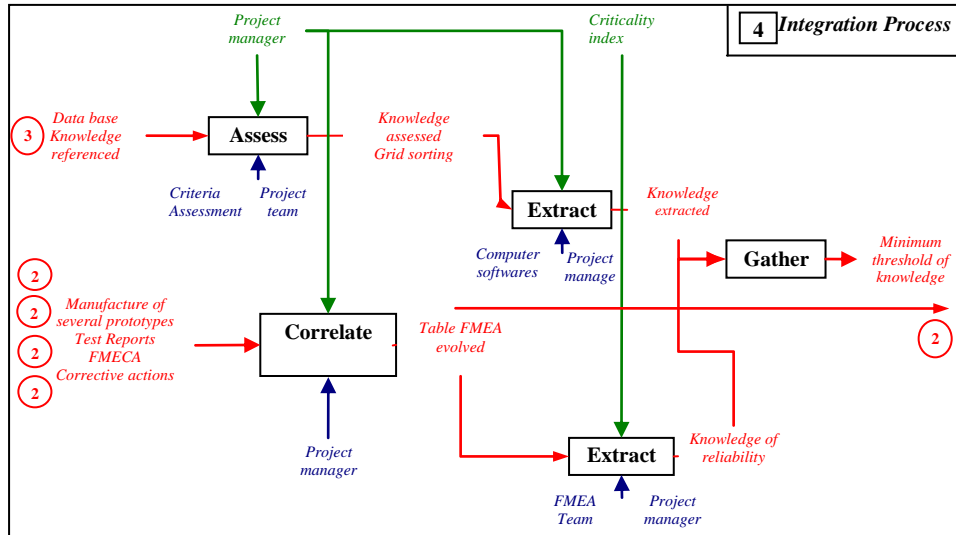 Project
manager
Criticality
index
4 Integration Process
3
Data base
Knowledge
referenced
Assess
Knowledge
assessed
Grid sorting
Criteria
Assessment
Project
team
Extract
Knowledge
extracted
Computer
softwares
Project
manage
Gather
Minimum
threshold of
knowledge
2
2
2
2
Manufacture of
several prototypes
Test Reports
FMECA
Corrective actions
Correlate
Table FMEA
evolved
2
Project
manager
Extract
Knowledge of
reliability
FMEA
Team
Project
manager